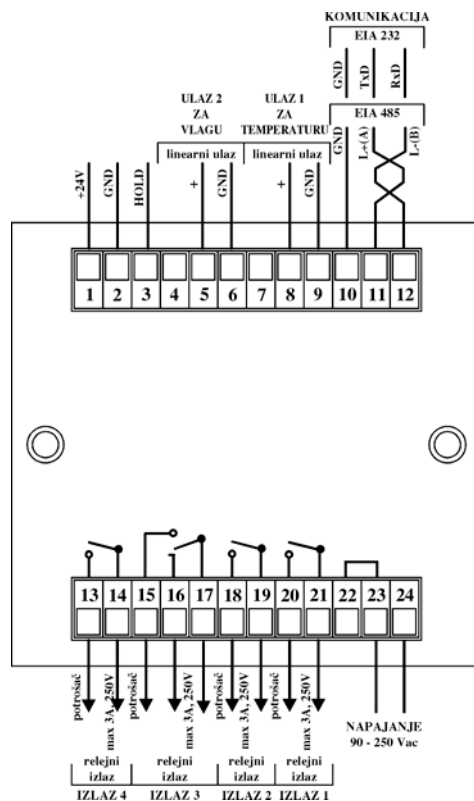 KOMUNIKACIJA
EIA 232
GND TxD RxD
EIA 485
GND L+(A) L-(B)
ULAZ 2
ZA
VLAGU
ULAZ 1
ZA
TEMPERATURU
linearni ulaz linearni ulaz
+24V GND HOLD + GND + GND
1 2 3 4 5 6 7 8 9 10 11 12
13 14 15 16 17 18 19 20 21 22 23 24
potrošač max 3A, 250V potrošač max 3A, 250V potrošač max 3A, 250V potrošač max 3A, 250V
NAPAJANJE
90 - 250 Vac
relejni
izlaz
relejni
izlaz
relejni
izlaz
relejni
izlaz
IZLAZ 4 IZLAZ 3 IZLAZ 2 IZLAZ 1